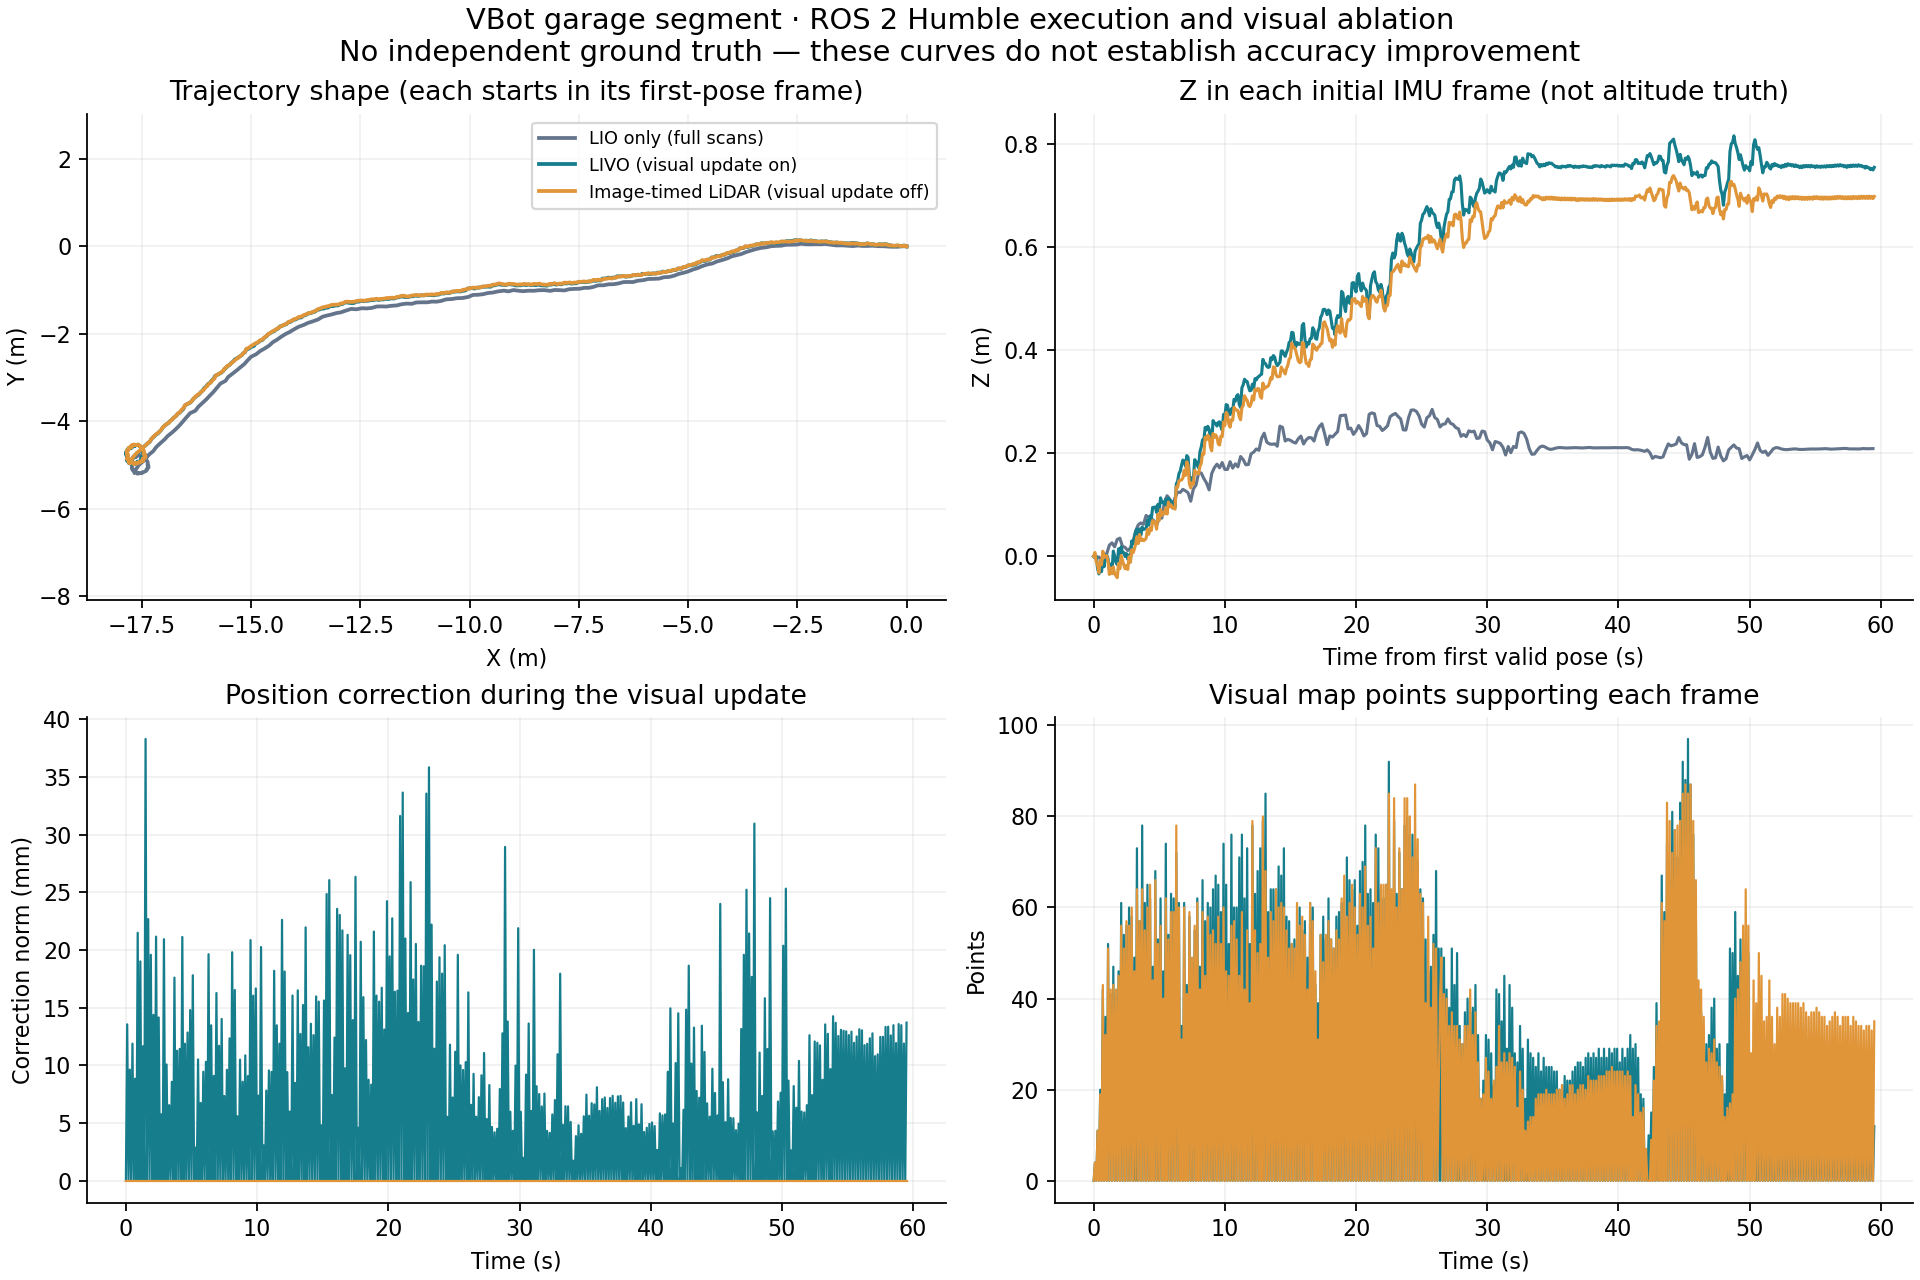 VBot garage segment · ROS 2 Humble execution and visual ablation
No independent ground truth — these curves do not establish accuracy improvement
Trajectory shape (each starts in its first-pose frame)
LIO only (full scans)
LIVO (visual update on)
Image-timed LiDAR (visual update off)
2
0
−2
−4
−6
−8
Y (m)
−17.5 −15.0 −12.5 −10.0 −7.5 −5.0 −2.5 0.0
X (m)
Z in each initial IMU frame (not altitude truth)
0.8
0.6
0.4
0.2
0.0
Z (m)
0 10 20 30 40 50 60
Time from first valid pose (s)
Position correction during the visual update
40
35
30
25
20
15
10
5
0
Correction norm (mm)
0 10 20 30 40 50 60
Time (s)
Visual map points supporting each frame
100
80
60
40
20
0
Points
0 10 20 30 40 50 60
Time (s)